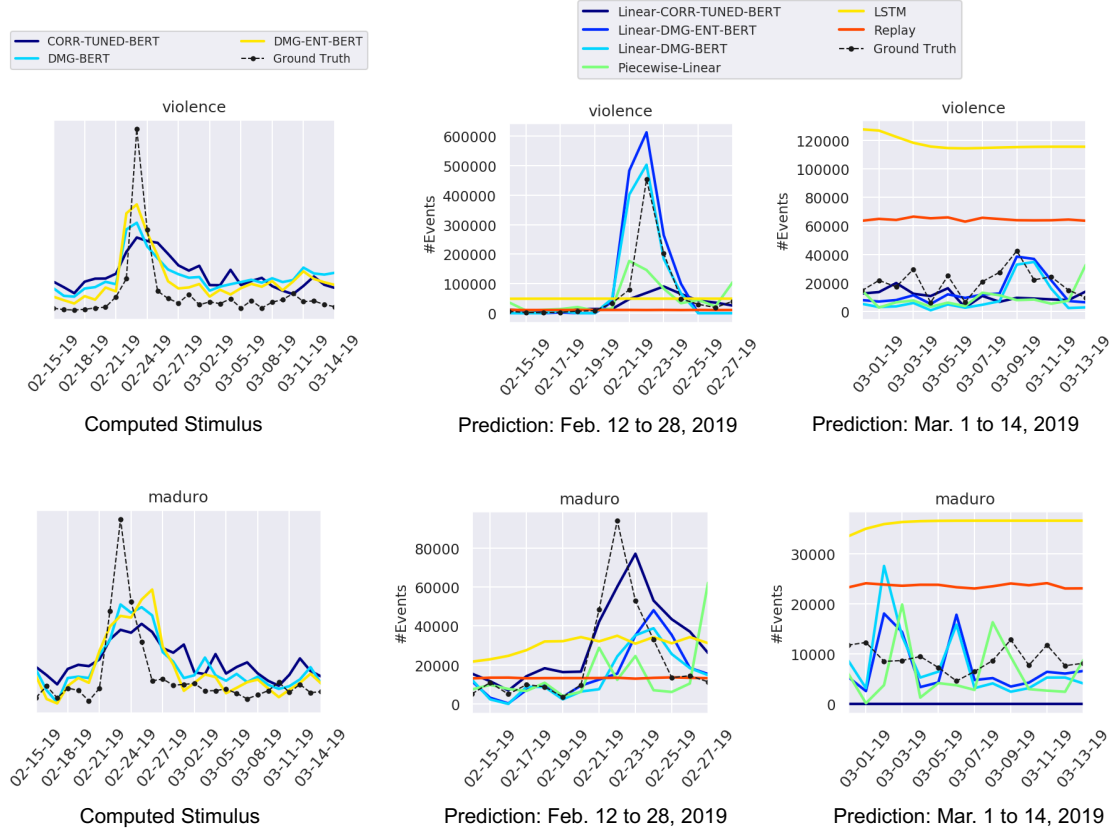 CORR-TUNED-BERT
DMG-BERT
DMG-ENT-BERT
Ground Truth
Linear-CORR-TUNED-BERT
Linear-DMG-ENT-BERT
Linear-DMG-BERT
Piecewise-Linear
LSTM
Replay
Ground Truth
violence
02-15-19
02-18-19
02-21-19
02-24-19
02-27-19
03-02-19
03-05-19
03-08-19
03-11-19
03-14-19
Computed Stimulus
violence
#Events
600000
500000
400000
300000
200000
100000
0
02-15-19
02-17-19
02-19-19
02-21-19
02-23-19
02-25-19
02-27-19
Prediction: Feb. 12 to 28, 2019
violence
#Events
120000
100000
80000
60000
40000
20000
0
03-01-19
03-03-19
03-05-19
03-07-19
03-09-19
03-11-19
03-13-19
Prediction: Mar. 1 to 14, 2019
maduro
02-15-19
02-18-19
02-21-19
02-24-19
02-27-19
03-02-19
03-05-19
03-08-19
03-11-19
03-14-19
Computed Stimulus
maduro
#Events
80000
60000
40000
20000
0
02-15-19
02-17-19
02-19-19
02-21-19
02-23-19
02-25-19
02-27-19
Prediction: Feb. 12 to 28, 2019
maduro
#Events
30000
20000
10000
0
03-01-19
03-03-19
03-05-19
03-07-19
03-09-19
03-11-19
03-13-19
Prediction: Mar. 1 to 14, 2019